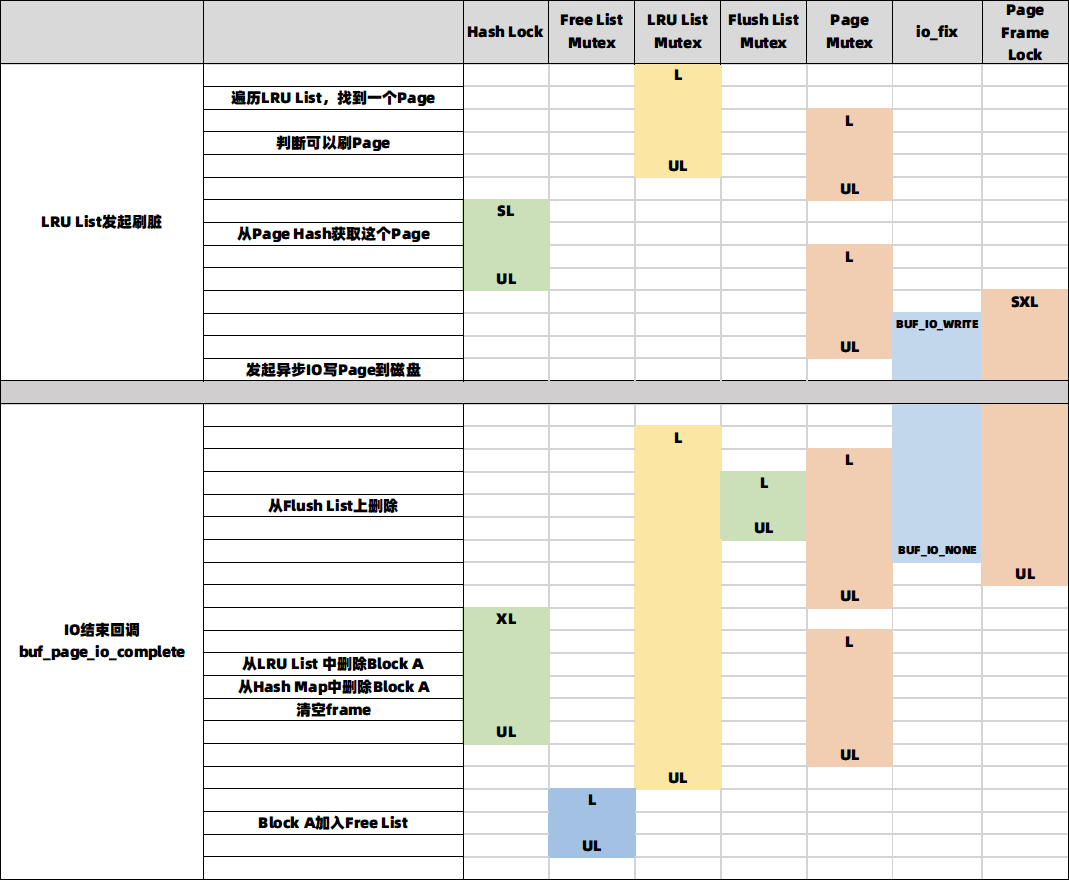 Hash Lock
Free List
Mutex
LRU List
Mutex
Flush List
Mutex
Page
Mutex
io_fix
Page
Frame
Lock
LRU List发起刷脏
L
遍历LRU List，找到一个Page
L
判断可以刷Page
UL
UL
SL
从Page Hash获取这个Page
L
UL
SXL
BUF_IO_WRITE
UL
发起异步IO写Page到磁盘
IO结束回调
buf_page_io_complete
L
L
L
从Flush List上删除
UL
BUF_IO_NONE
UL
UL
XL
L
从LRU List 中删除Block A
从Hash Map中删除Block A
清空frame
UL
UL
UL
L
Block A加入Free List
UL